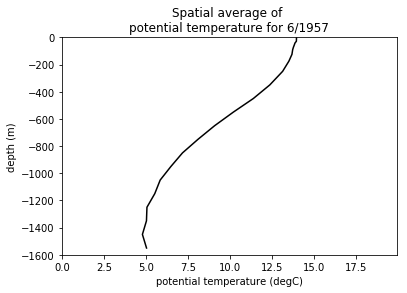 Spatial average of
potential temperature for 6/1957
0
−200
−400
−600
−800
−1000
−1200
−1400
−1600
depth (m)
0.0 2.5 5.0 7.5 10.0 12.5 15.0 17.5
potential temperature (degC)